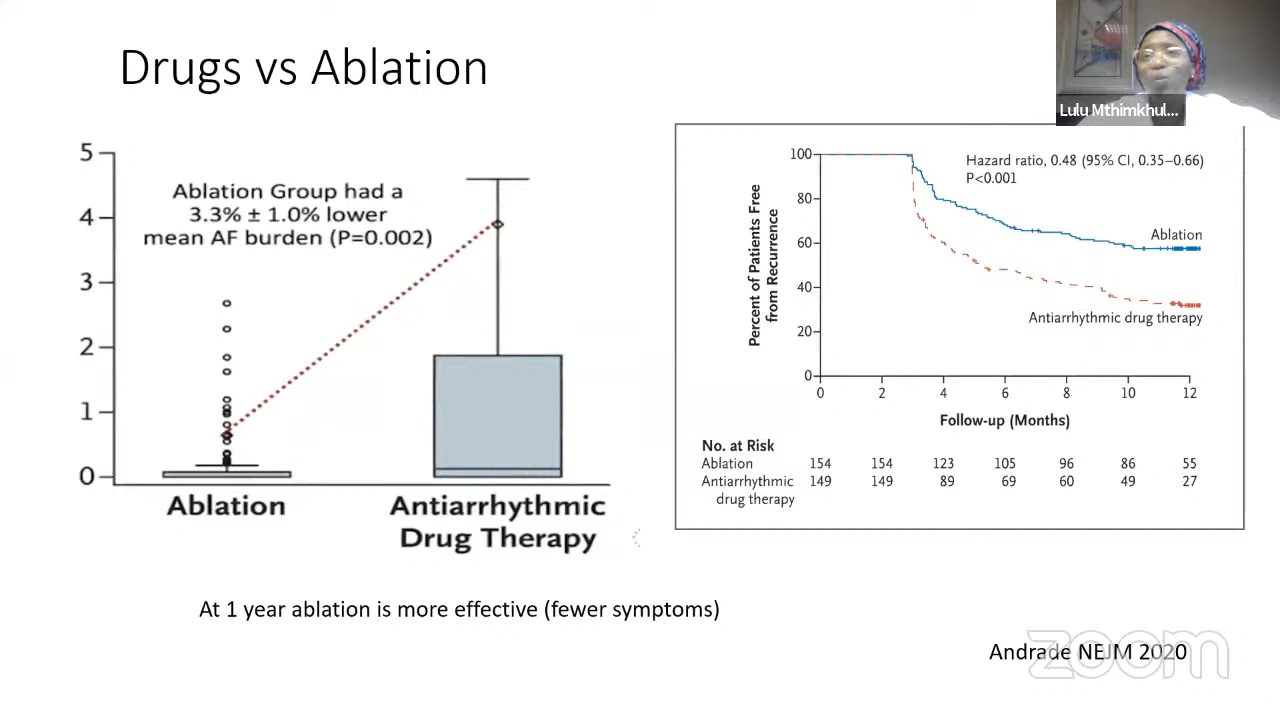 Drugs vs Ablation
Lulu Mthimkhul...
5
4
3
2
1
0
Ablation Group had a
3.3% ± 1.0% lower
mean AF burden (P=0.002)
Ablation
Antiarrhythmic
Drug Therapy
Percent of Patients Free
from Recurrence
100
80
60
40
20
0
Hazard ratio, 0.48 (95% CI, 0.35–0.66)
P<0.001
Ablation
Antiarrhythmic drug therapy
0 2 4 6 8 10 12
Follow-up (Months)
No. at Risk
Ablation 154 154 123 105 96 86 55
Antiarrhythmic 149 149 89 69 60 49 27
drug therapy
At 1 year ablation is more effective (fewer symptoms)
Andrade NEJM 2020
zoom